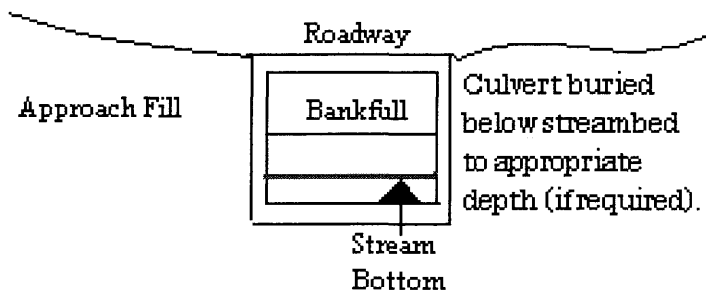 Roadway
Approach Fill
Bankfull
Culvert buried
below streambed
to appropriate
depth (if required).
Stream
Bottom